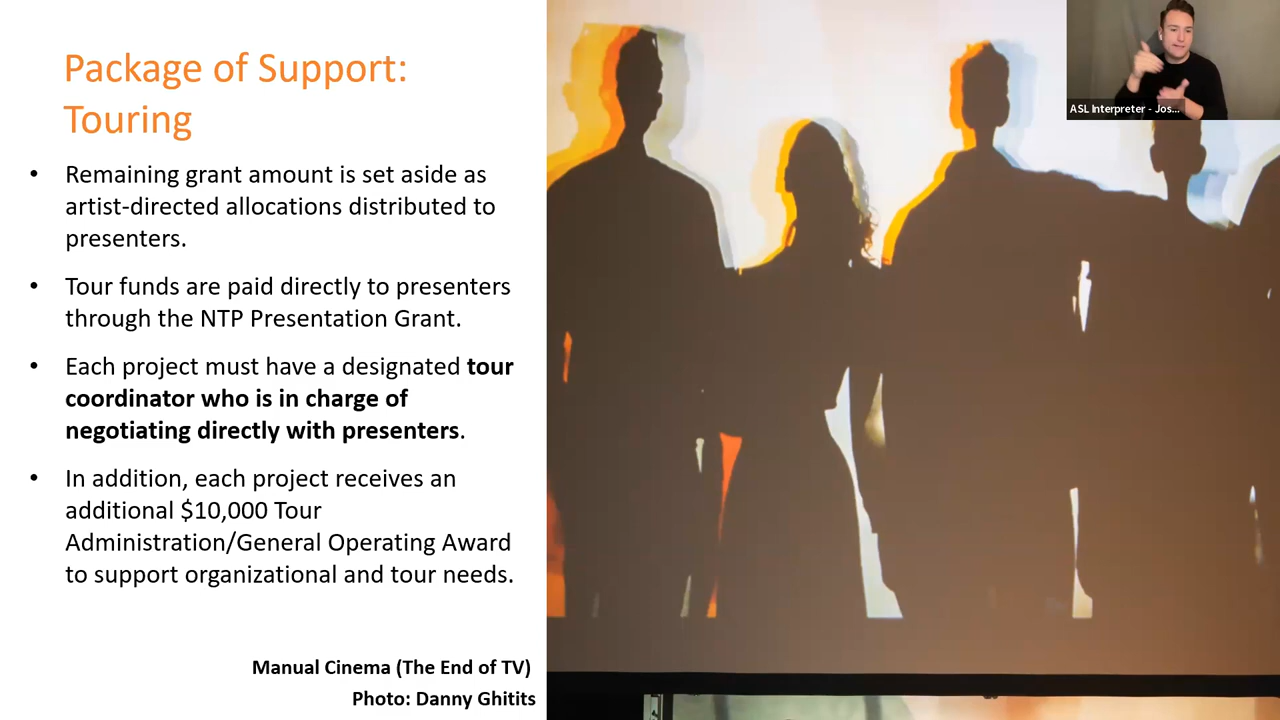 Package of Support:
Touring
• Remaining grant amount is set aside as
artist-directed allocations distributed to
presenters.
• Tour funds are paid directly to presenters
through the NTP Presentation Grant.
• Each project must have a designated tour
coordinator who is in charge of
negotiating directly with presenters.
• In addition, each project receives an
additional $10,000 Tour
Administration/General Operating Award
to support organizational and tour needs.
Manual Cinema (The End of TV)
Photo: Danny Ghitits
ASL Interpreter - Jos...